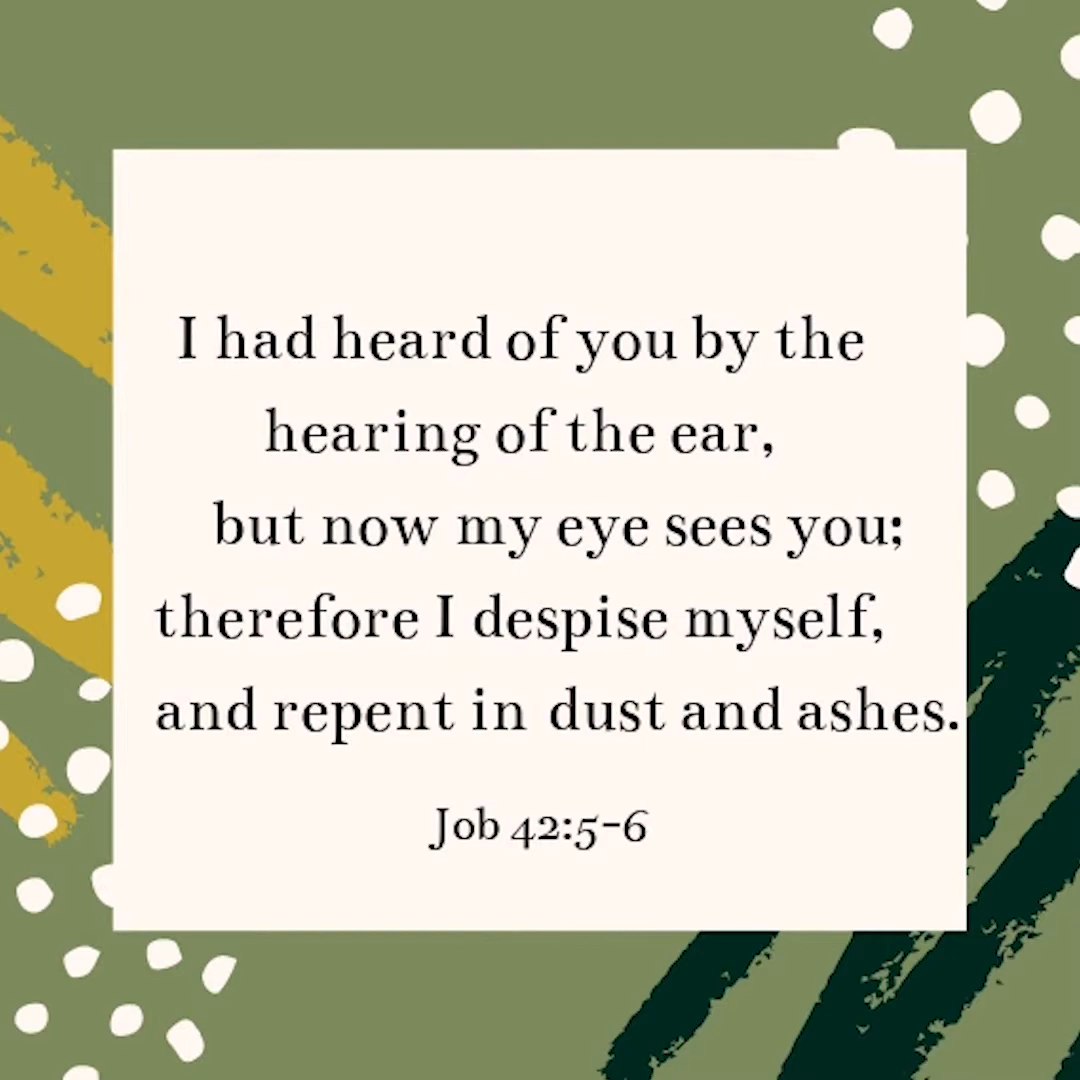 I had heard of you by the
hearing of the ear,
but now my eye sees you;
therefore I despise myself,
and repent in dust and ashes.
Job 42:5-6